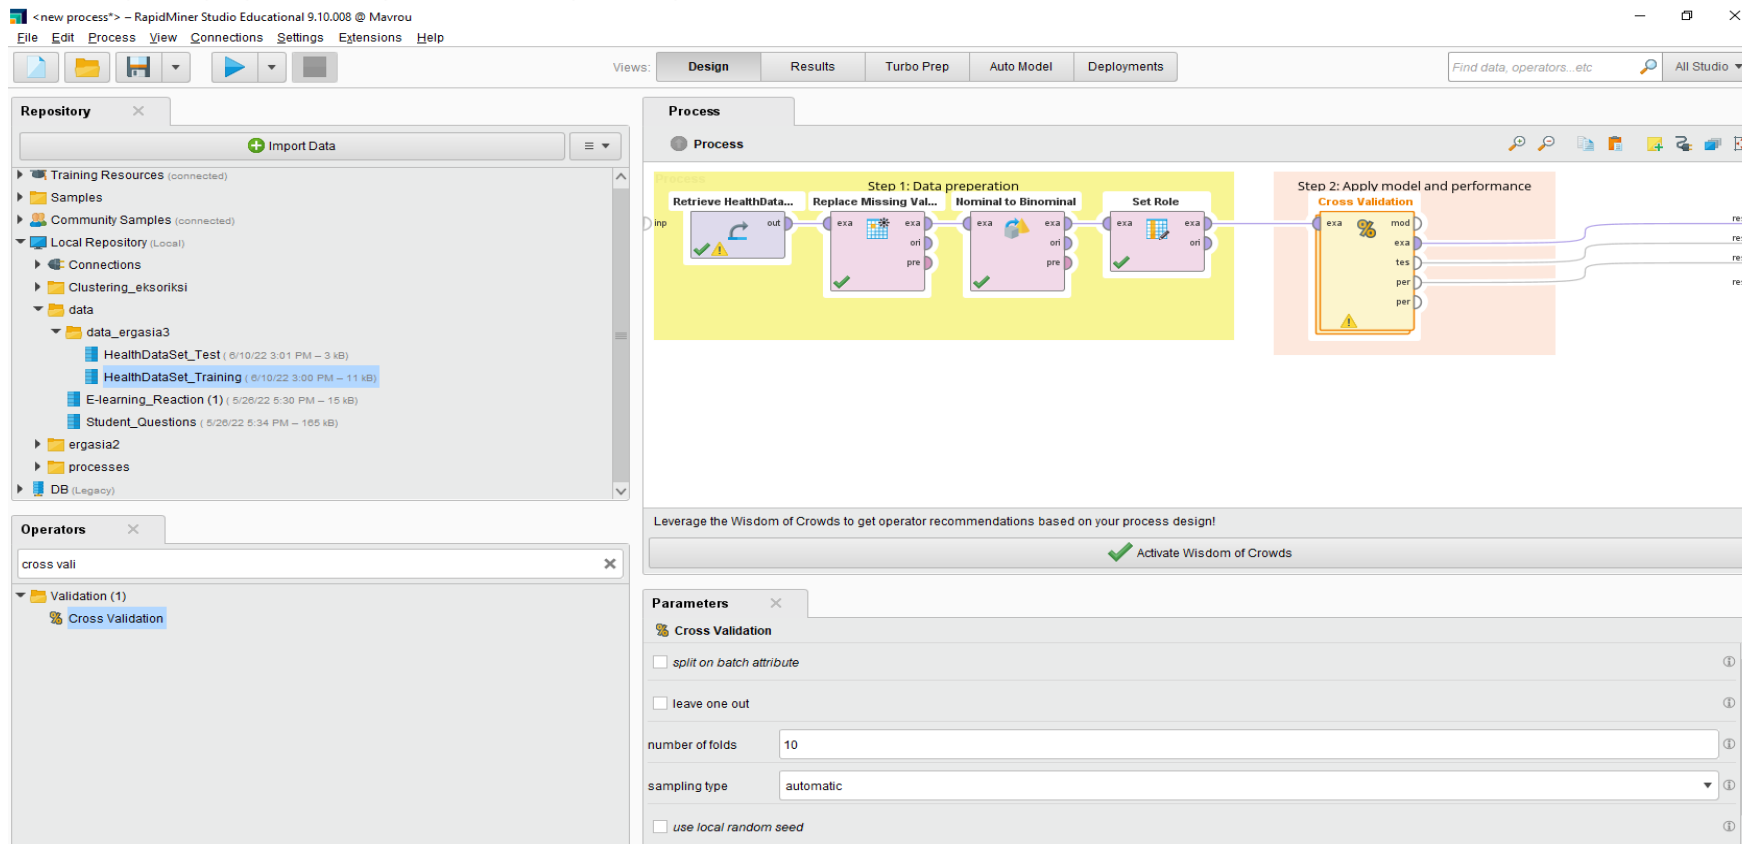 <new process*> – RapidMiner Studio Educational 9.10.008 @ Mavrou
File Edit Process View Connections Settings Extensions Help
Views: Design Results Turbo Prep Auto Model Deployments
Find data, operators...etc
All Studio
Repository
Import Data
Training Resources (connected)
Samples
Community Samples (connected)
Local Repository (Local)
Connections
Clustering_eksoriksi
data
data_ergasia3
HealthDataSet_Test ( 6/10/22 3:01 PM – 3 kB)
HealthDataSet_Training ( 6/10/22 3:00 PM – 11 kB)
E-learning_Reaction (1) ( 5/26/22 5:30 PM – 15 kB)
Student_Questions ( 5/26/22 5:34 PM – 165 kB)
ergasia2
processes
DB (Legacy)
Operators
cross vali
Validation (1)
Cross Validation
Process
Process
Process
Step 1: Data preperation
Step 2: Apply model and performance
inp
Retrieve HealthData...
out
Replace Missing Val...
exa exa
ori
pre
Nominal to Binominal
exa exa
ori
pre
Set Role
exa exa
ori
Cross Validation
exa mod
exa
tes
per
per
res
res
res
res
Leverage the Wisdom of Crowds to get operator recommendations based on your process design!
Activate Wisdom of Crowds
Parameters
Cross Validation
split on batch attribute
leave one out
number of folds 10
sampling type automatic
use local random seed